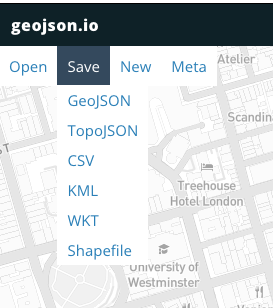 geojson.io
Open Save New Meta
Atelier
GeoJSON
TopoJSON
Scandin
CSV
KML
Treehouse
Hotel London
WKT
Shapefile
University of
Westminster